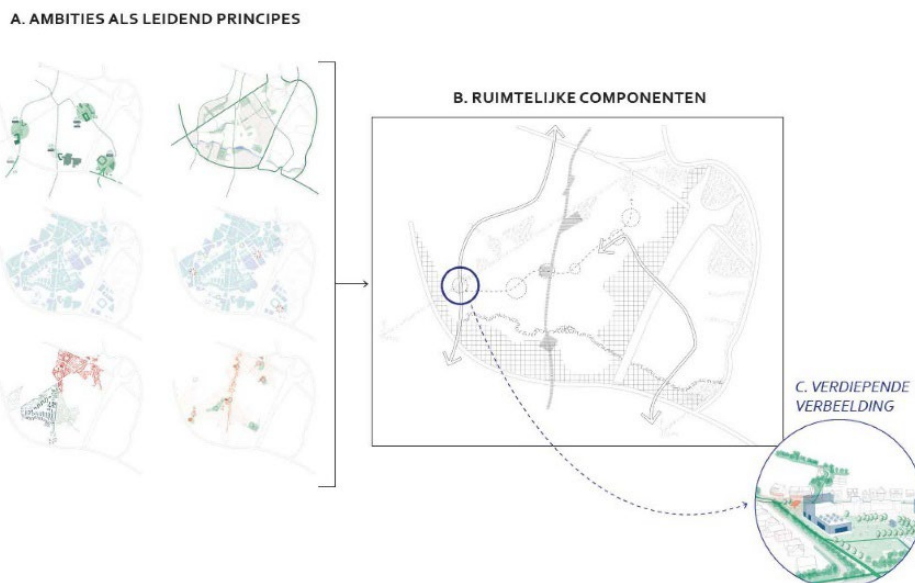 A. AMBITIES ALS LEIDEND PRINCIPES
B. RUIMTELIJKE COMPONENTEN
C. VERDIEPENDE
VERBEELDING